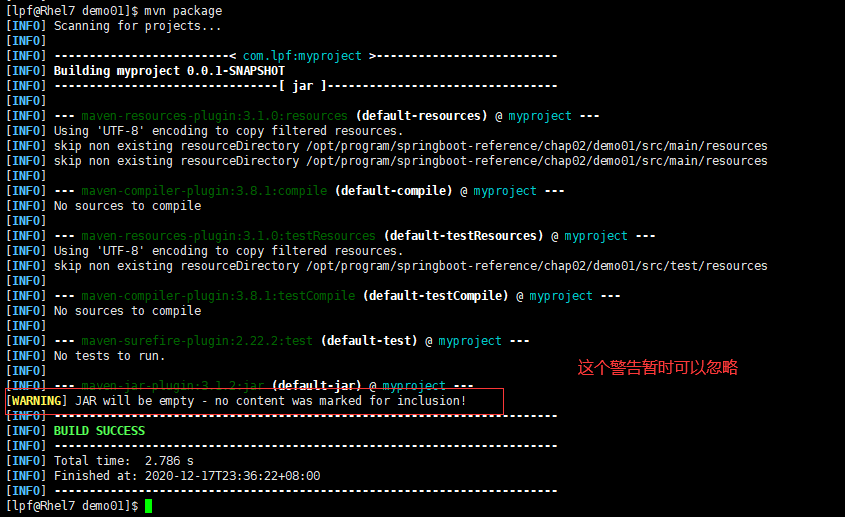 [lpf@Rhel7 demo01]$ mvn package
[INFO] Scanning for projects...
[INFO]
[INFO] -------------------------< com.lpf:myproject >--------------------------
[INFO] Building myproject 0.0.1-SNAPSHOT
[INFO] --------------------------------[ jar ]---------------------------------
[INFO]
[INFO] --- maven-resources-plugin:3.1.0:resources (default-resources) @ myproject ---
[INFO] Using 'UTF-8' encoding to copy filtered resources.
[INFO] skip non existing resourceDirectory /opt/program/springboot-reference/chap02/demo01/src/main/resources
[INFO] skip non existing resourceDirectory /opt/program/springboot-reference/chap02/demo01/src/main/resources
[INFO]
[INFO] --- maven-compiler-plugin:3.8.1:compile (default-compile) @ myproject ---
[INFO] No sources to compile
[INFO]
[INFO] --- maven-resources-plugin:3.1.0:testResources (default-testResources) @ myproject ---
[INFO] Using 'UTF-8' encoding to copy filtered resources.
[INFO] skip non existing resourceDirectory /opt/program/springboot-reference/chap02/demo01/src/test/resources
[INFO]
[INFO] --- maven-compiler-plugin:3.8.1:testCompile (default-testCompile) @ myproject ---
[INFO] No sources to compile
[INFO]
[INFO] --- maven-surefire-plugin:2.22.2:test (default-test) @ myproject ---
[INFO] No tests to run.
[INFO]
这个警告暂时可以忽略
[INFO] --- maven-jar-plugin:3.1.2:jar (default-jar) @ myproject ---
[WARNING] JAR will be empty - no content was marked for inclusion!
[INFO] ------------------------------------------------------------------------
[INFO] BUILD SUCCESS
[INFO] ------------------------------------------------------------------------
[INFO] Total time:  2.786 s
[INFO] Finished at: 2020-12-17T23:36:22+08:00
[INFO] ------------------------------------------------------------------------
[lpf@Rhel7 demo01]$